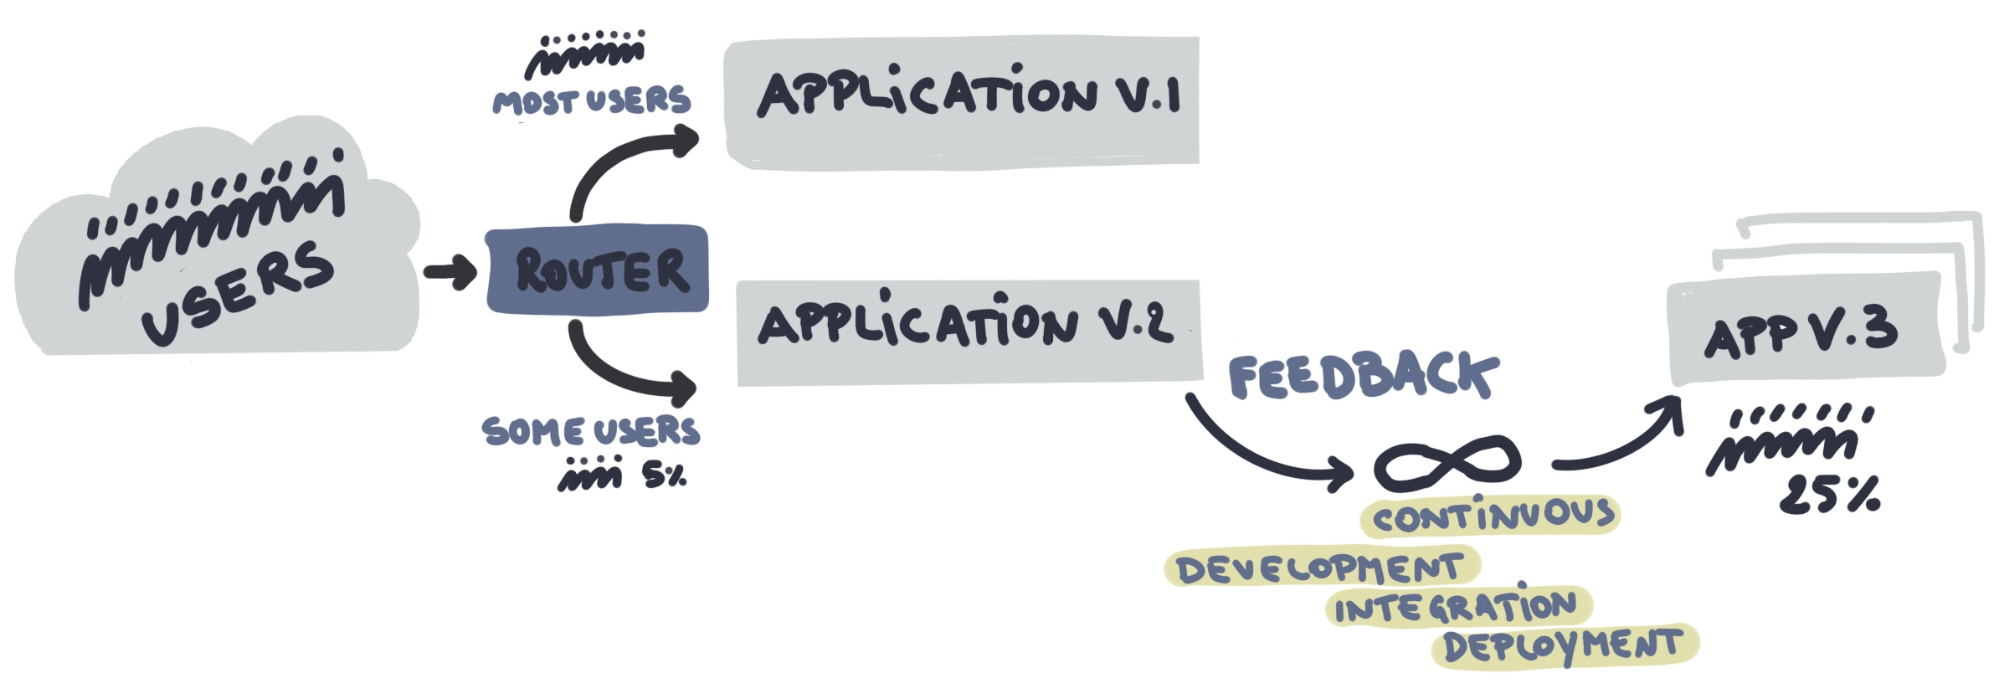 USERS
MOST USERS
ROUTER
SOME USERS
5%
APPLiCATiON V.1
APPLiCATiON V.2
FEEDBACK
CONTiNUOUS
DEVELOPMENT
INTEGRATiON
DEPLOYMENT
APP V.3
25%